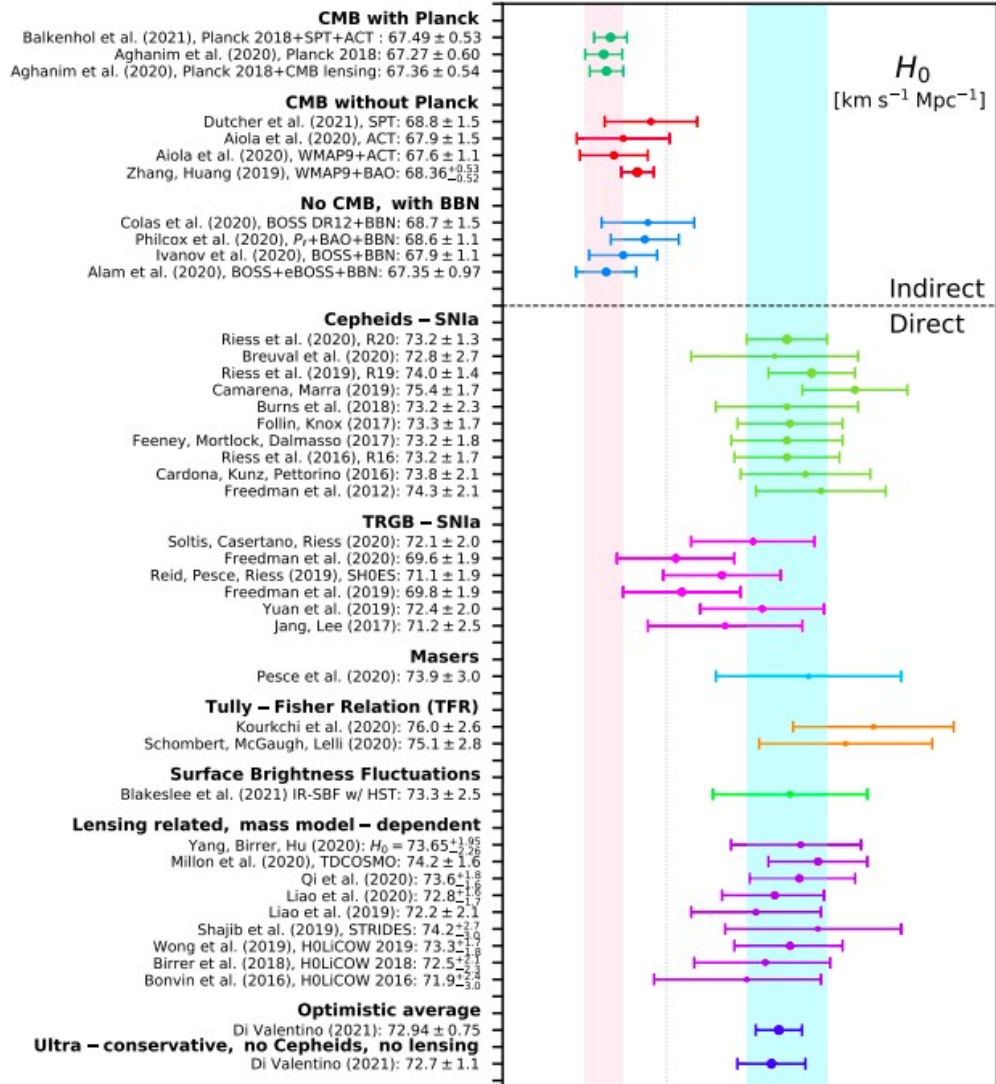 CMB with Planck
Balkenhol et al. (2021), Planck 2018+SPT+ACT : 67.49 ± 0.53
Aghanim et al. (2020), Planck 2018: 67.27 ± 0.60
Aghanim et al. (2020), Planck 2018+CMB lensing: 67.36 ± 0.54
H₀
[km s⁻¹ Mpc⁻¹]
CMB without Planck
Dutcher et al. (2021), SPT: 68.8 ± 1.5
Aiola et al. (2020), ACT: 67.9 ± 1.5
Aiola et al. (2020), WMAP9+ACT: 67.6 ± 1.1
Zhang, Huang (2019), WMAP9+BAO: 68.36+0.53−0.52
No CMB, with BBN
Colas et al. (2020), BOSS DR12+BBN: 68.7 ± 1.5
Philcox et al. (2020), Pℓ+BAO+BBN: 68.6 ± 1.1
Ivanov et al. (2020), BOSS+BBN: 67.9 ± 1.1
Alam et al. (2020), BOSS+eBOSS+BBN: 67.35 ± 0.97
Indirect
Direct
Cepheids − SNIa
Riess et al. (2020), R20: 73.2 ± 1.3
Breuval et al. (2020): 72.8 ± 2.7
Riess et al. (2019), R19: 74.0 ± 1.4
Camarena, Marra (2019): 75.4 ± 1.7
Burns et al. (2018): 73.2 ± 2.3
Follin, Knox (2017): 73.3 ± 1.7
Feeney, Mortlock, Dalmasso (2017): 73.2 ± 1.8
Riess et al. (2016), R16: 73.2 ± 1.7
Cardona, Kunz, Pettorino (2016): 73.8 ± 2.1
Freedman et al. (2012): 74.3 ± 2.1
TRGB − SNIa
Soltis, Casertano, Riess (2020): 72.1 ± 2.0
Freedman et al. (2020): 69.6 ± 1.9
Reid, Pesce, Riess (2019), SH0ES: 71.1 ± 1.9
Freedman et al. (2019): 69.8 ± 1.9
Yuan et al. (2019): 72.4 ± 2.0
Jang, Lee (2017): 71.2 ± 2.5
Masers
Pesce et al. (2020): 73.9 ± 3.0
Tully − Fisher Relation (TFR)
Kourkchi et al. (2020): 76.0 ± 2.6
Schombert, McGaugh, Lelli (2020): 75.1 ± 2.8
Surface Brightness Fluctuations
Blakeslee et al. (2021) IR-SBF w/ HST: 73.3 ± 2.5
Lensing related, mass model − dependent
Yang, Birrer, Hu (2020): H₀ = 73.65+1.95−2.26
Millon et al. (2020), TDCOSMO: 74.2 ± 1.6
Qi et al. (2020): 73.6+1.8−1.6
Liao et al. (2020): 72.8+1.6−1.7
Liao et al. (2019): 72.2 ± 2.1
Shajib et al. (2019), STRIDES: 74.2+2.7−3.0
Wong et al. (2019), H0LiCOW 2019: 73.3+1.7−1.8
Birrer et al. (2018), H0LiCOW 2018: 72.5+2.1−2.3
Bonvin et al. (2016), H0LiCOW 2016: 71.9+2.4−3.0
Optimistic average
Di Valentino (2021): 72.94 ± 0.75
Ultra − conservative, no Cepheids, no lensing
Di Valentino (2021): 72.7 ± 1.1